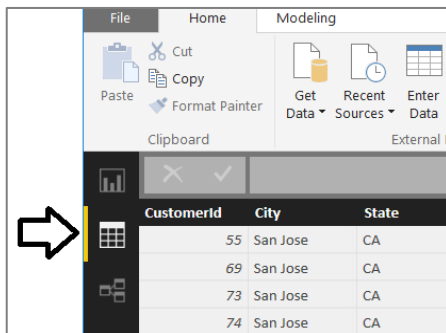 File Home Modeling
Cut
Copy
Format Painter
Paste
Get Data
Recent Sources
Enter Data
Clipboard External
CustomerId City State
55 San Jose CA
69 San Jose CA
73 San Jose CA
74 San Jose CA